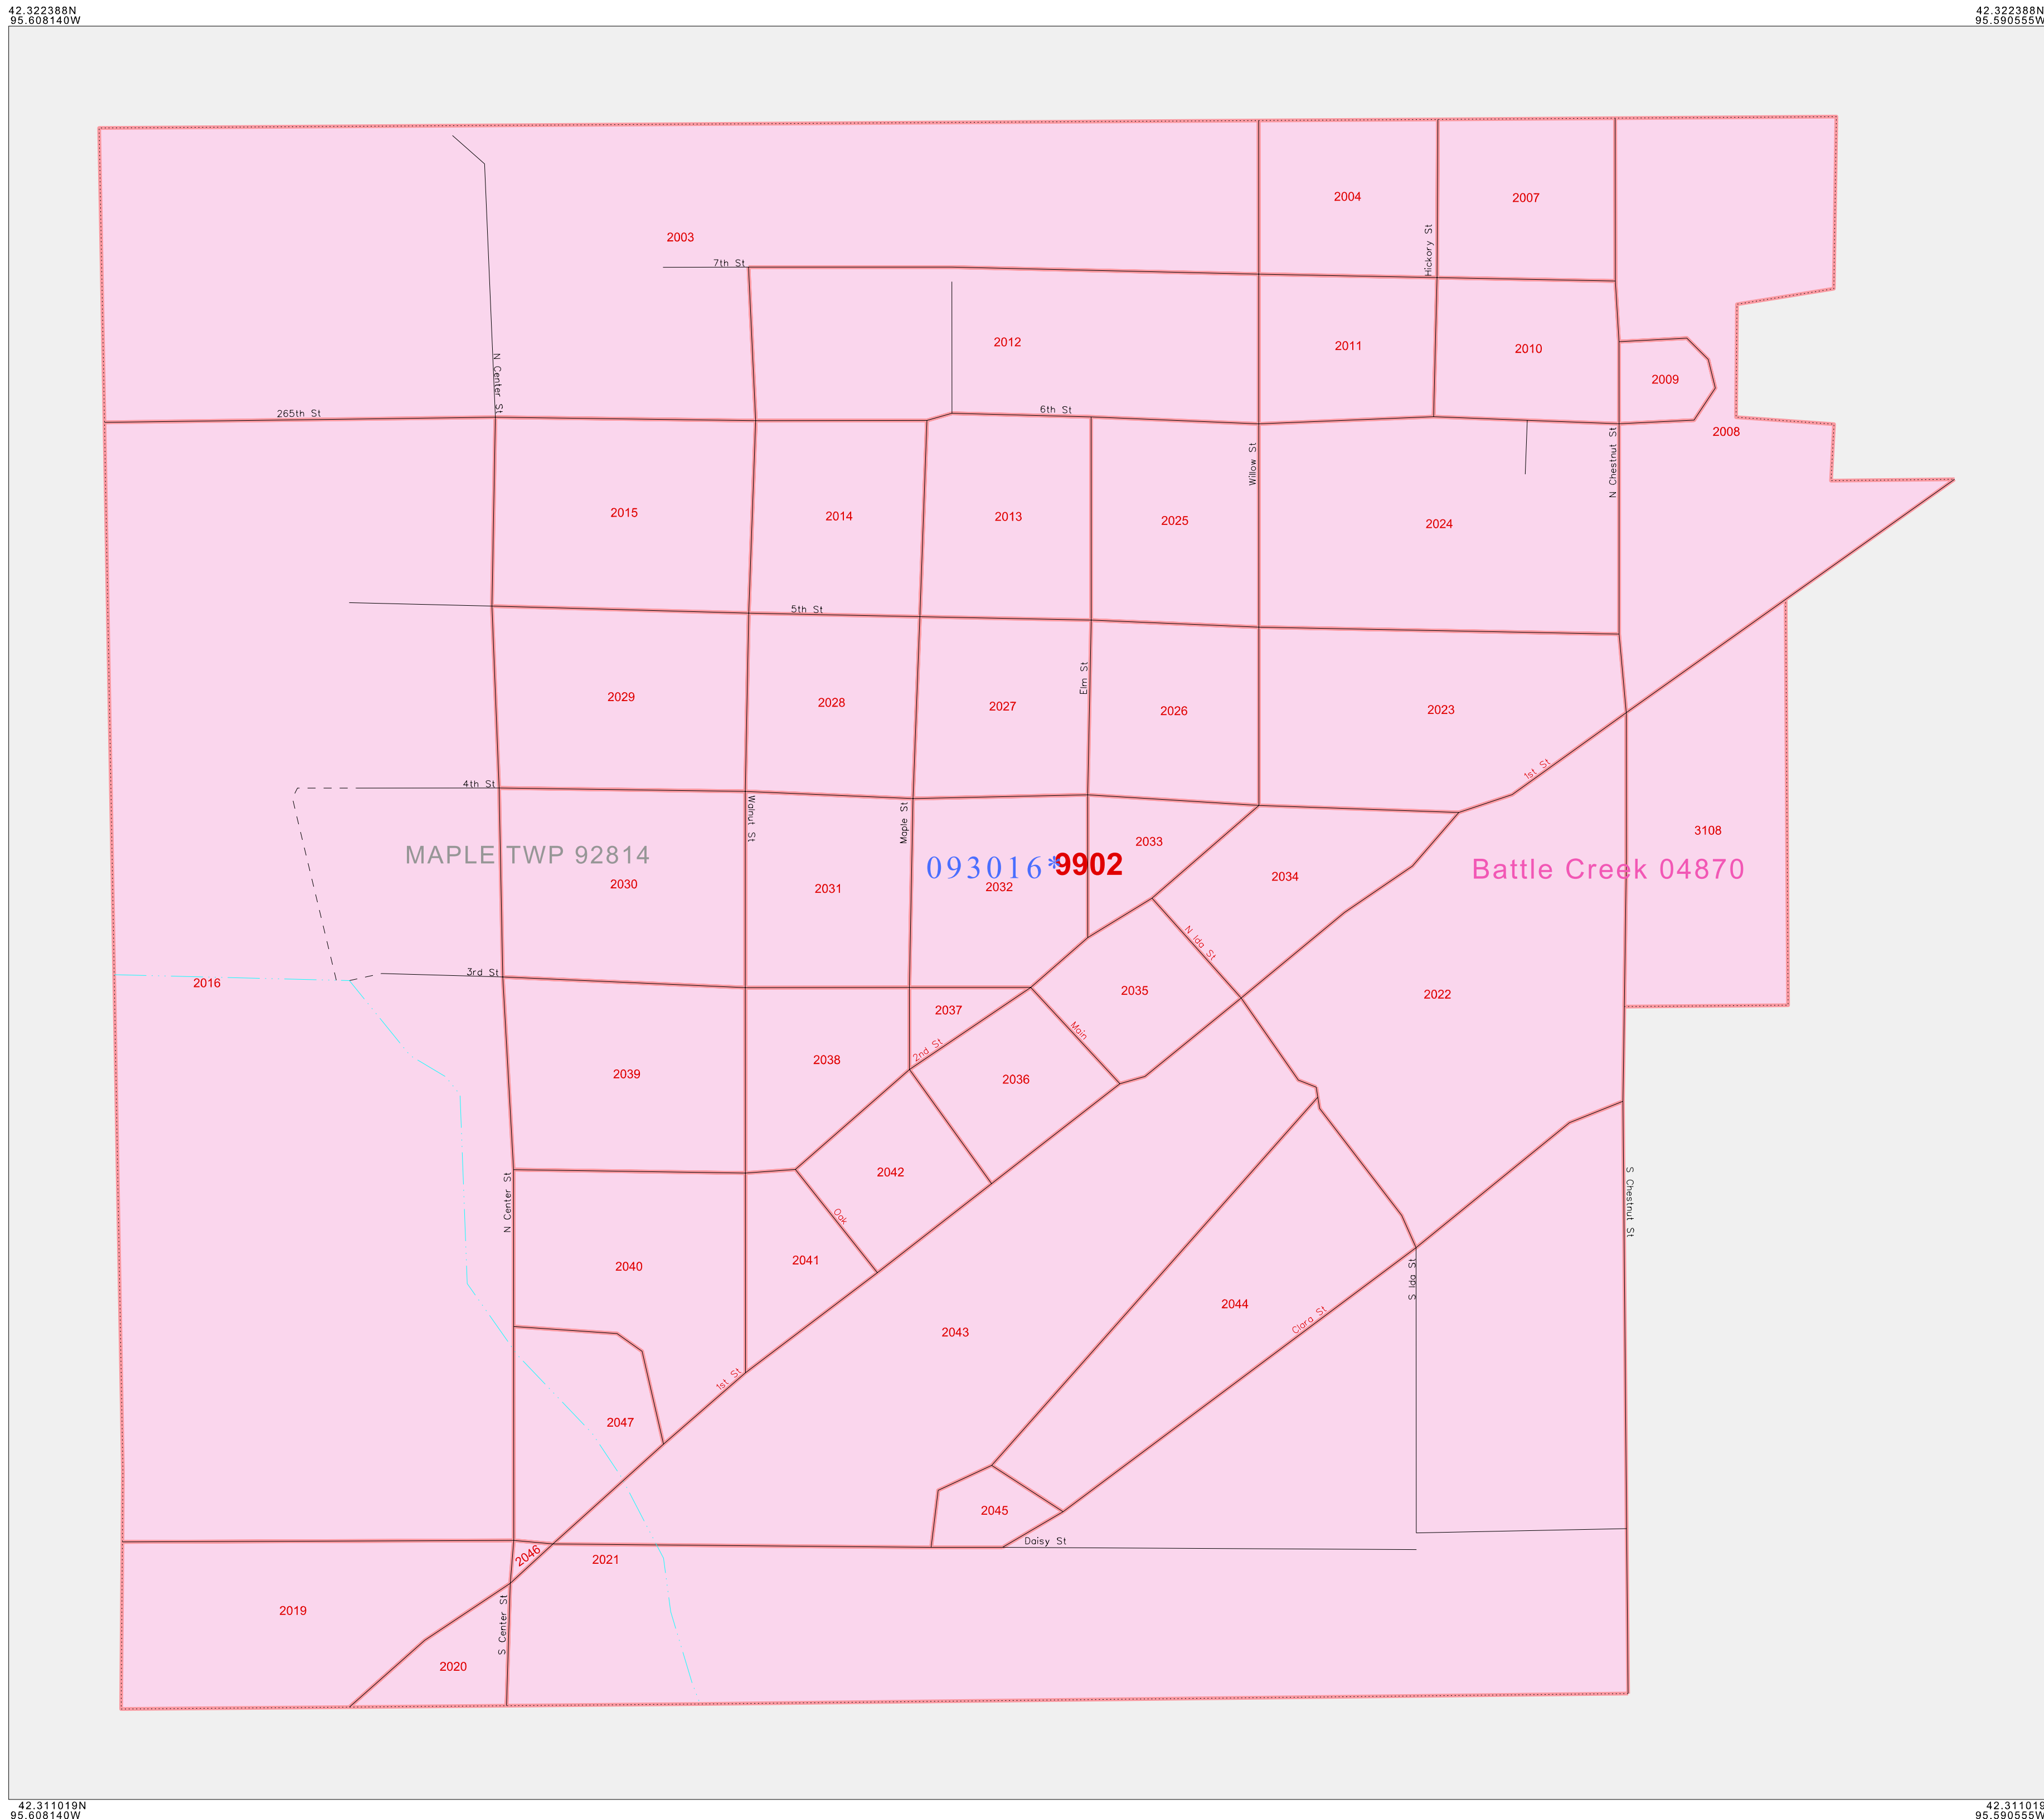 42.322388N
95.608140W
42.322388N
95.590555W
2004
2007
Hickory St
2003
7th St
2012
2011
2010
N Center St
2009
265th St
6th St
2008
Willow St
N Chestnut St
2015
2014
2013
2025
2024
5th St
Elm St
2029
2028
2027
2026
2023
1st St
4th St
Walnut St
Maple St
3108
2033
MAPLE TWP 92814
093016*
9902
Battle Creek 04870
2030
2031
2032
2034
N Ida St
3rd St
2016
2035
2022
2037
Main
2nd St
2039
2038
2036
2042
N Center St
S Chestnut St
Oak
2040
2041
S Ida St
2044
Clara St
2043
1st St
2047
2045
Daisy St
2046
2021
2019
S Center St
2020
42.311019N
95.608140W
42.311019
95.590555W